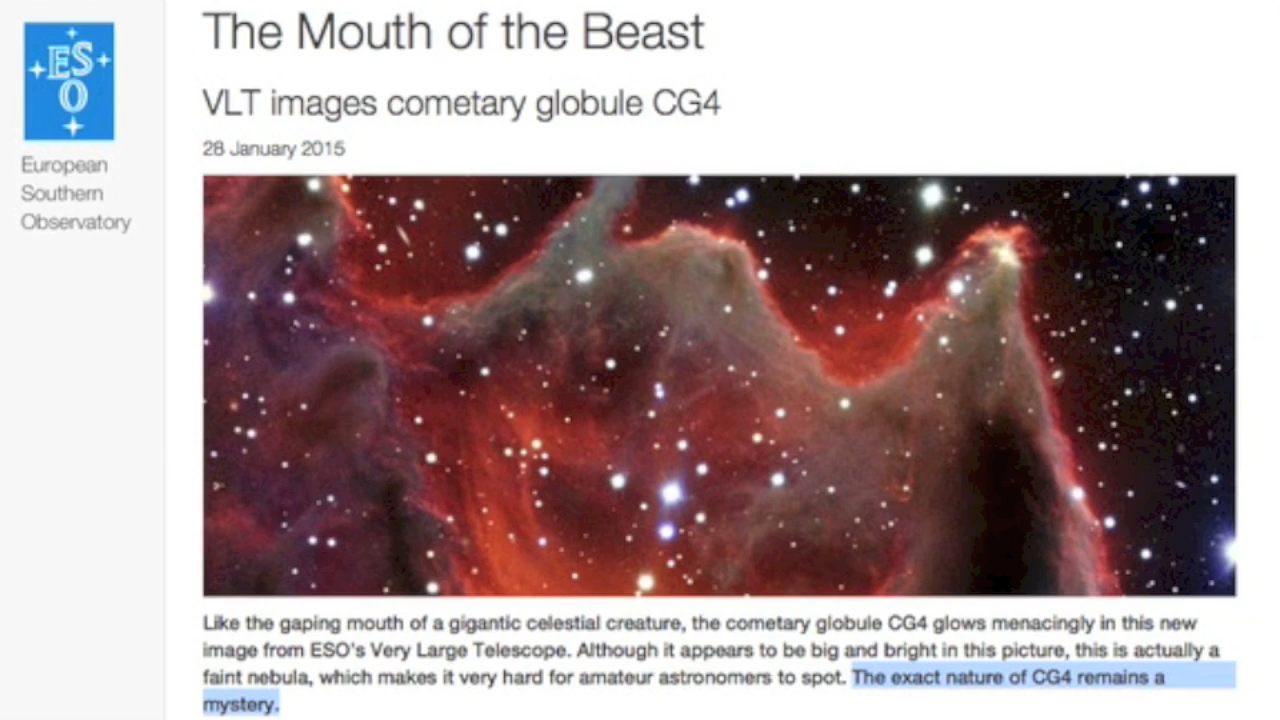 ESO
European
Southern
Observatory
The Mouth of the Beast
VLT images cometary globule CG4
28 January 2015
Like the gaping mouth of a gigantic celestial creature, the cometary globule CG4 glows menacingly in this new
image from ESO's Very Large Telescope. Although it appears to be big and bright in this picture, this is actually a
faint nebula, which makes it very hard for amateur astronomers to spot. The exact nature of CG4 remains a
mystery.